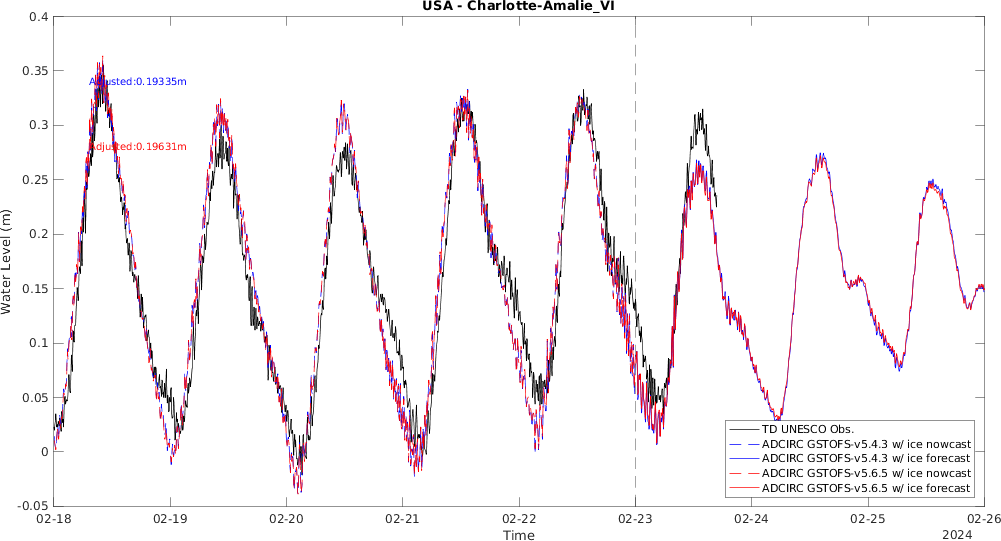 USA - Charlotte-Amalie_VI
0.4
0.35
0.3
0.25
0.2
0.15
0.1
0.05
0
-0.05
Water Level (m)
Adjusted:0.19335m
Adjusted:0.19631m
TD UNESCO Obs.
ADCIRC GSTOFS-v5.4.3 w/ ice nowcast
ADCIRC GSTOFS-v5.4.3 w/ ice forecast
ADCIRC GSTOFS-v5.6.5 w/ ice nowcast
ADCIRC GSTOFS-v5.6.5 w/ ice forecast
02-18 02-19 02-20 02-21 02-22 02-23 02-24 02-25 02-26
Time
2024